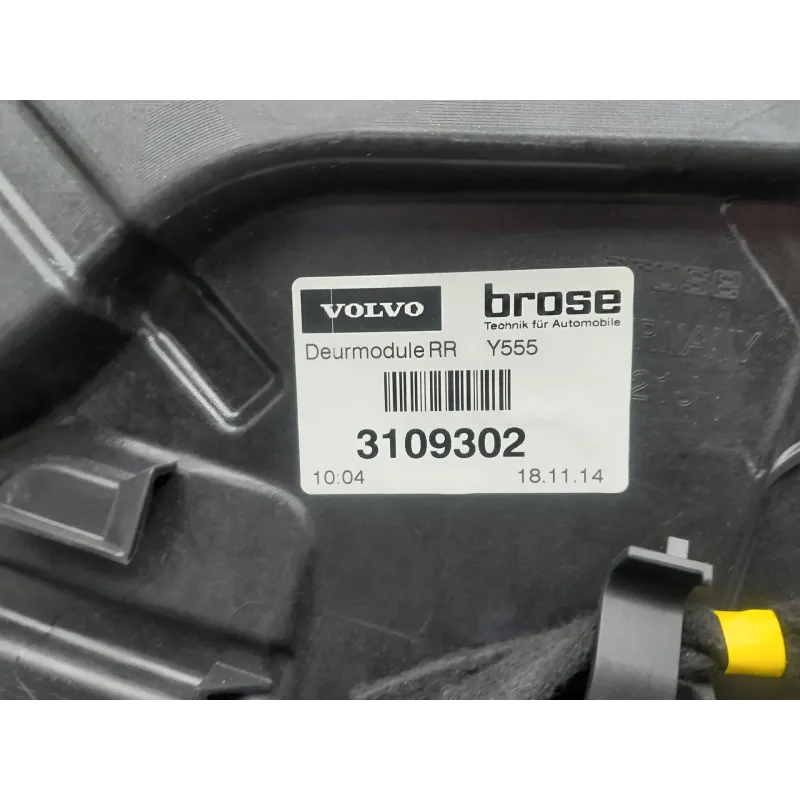 VOLVO brose
Technik für Automobile
Deurmodule RR Y555
3109302
10:04 18.11.14